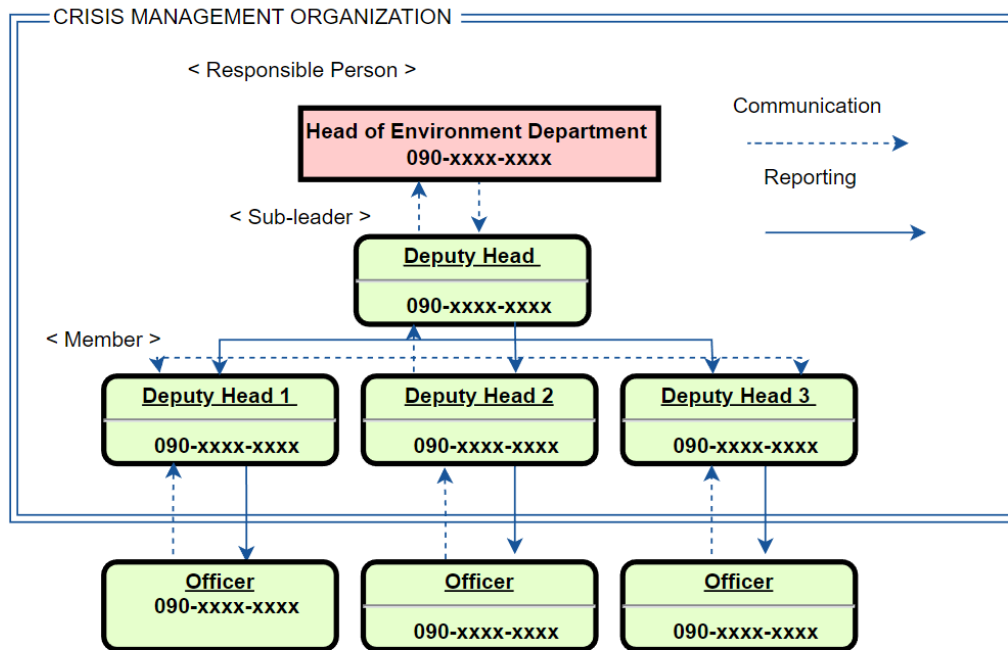 CRISIS MANAGEMENT ORGANIZATION
< Responsible Person >
Head of Environment Department
090-xxxx-xxxx
Communication
Reporting
< Sub-leader >
Deputy Head
090-xxxx-xxxx
< Member >
Deputy Head 1
090-xxxx-xxxx
Deputy Head 2
090-xxxx-xxxx
Deputy Head 3
090-xxxx-xxxx
Officer
090-xxxx-xxxx
Officer
090-xxxx-xxxx
Officer
090-xxxx-xxxx